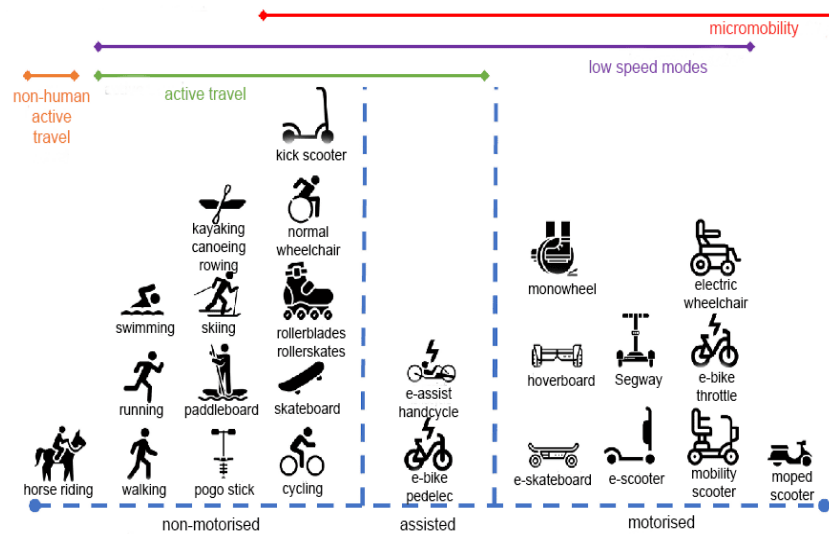 micromobility
low speed modes
non-human
active
travel
active travel
kick scooter
kayaking
canoeing
rowing
normal
wheelchair
monowheel
electric
wheelchair
swimming
skiing
rollerblades
rollerskates
running
paddleboard
skateboard
e-assist
handcycle
hoverboard
Segway
e-bike
throttle
horse riding
walking
pogo stick
cycling
e-bike
pedelec
e-skateboard
e-scooter
mobility
scooter
moped
scooter
non-motorised
assisted
motorised